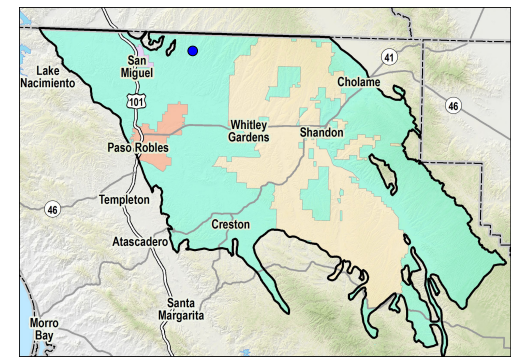 San
Miguel
Lake
Nacimiento
41
Cholame
46
101
Whitley
Gardens
Shandon
Paso Robles
Templeton
46
Creston
Atascadero
Santa
Margarita
Morro
Bay